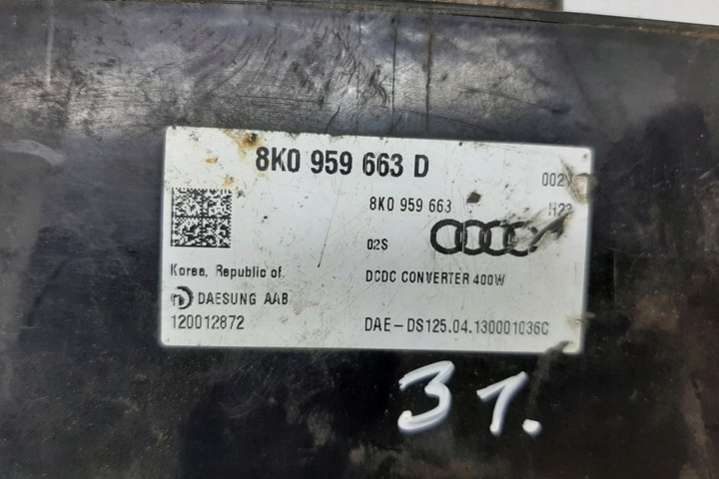 8K0 959 663 D
002
8K0 959 663
H22
02S
Korea, Republic of.
DCDC CONVERTER 400W
DAESUNG AAB
120012872
DAE-DS125.04.130001036C
31.